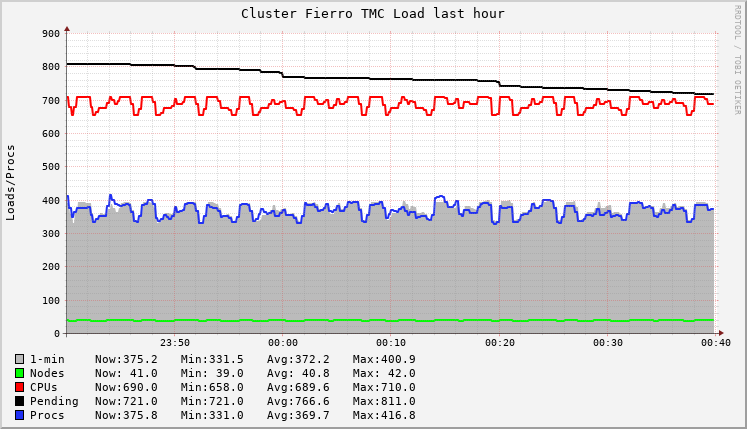 Cluster Fierro TMC Load last hour
RRDTOOL / TOBI OETIKER
Loads/Procs
900
800
700
600
500
400
300
200
100
0
23:50 00:00 00:10 00:20 00:30 00:40
1-min Now:375.2 Min:331.5 Avg:372.2 Max:400.9
Nodes Now: 41.0 Min: 39.0 Avg: 40.8 Max: 42.0
CPUs Now:690.0 Min:658.0 Avg:689.6 Max:710.0
Pending Now:721.0 Min:721.0 Avg:766.6 Max:811.0
Procs Now:375.8 Min:331.0 Avg:369.7 Max:416.8